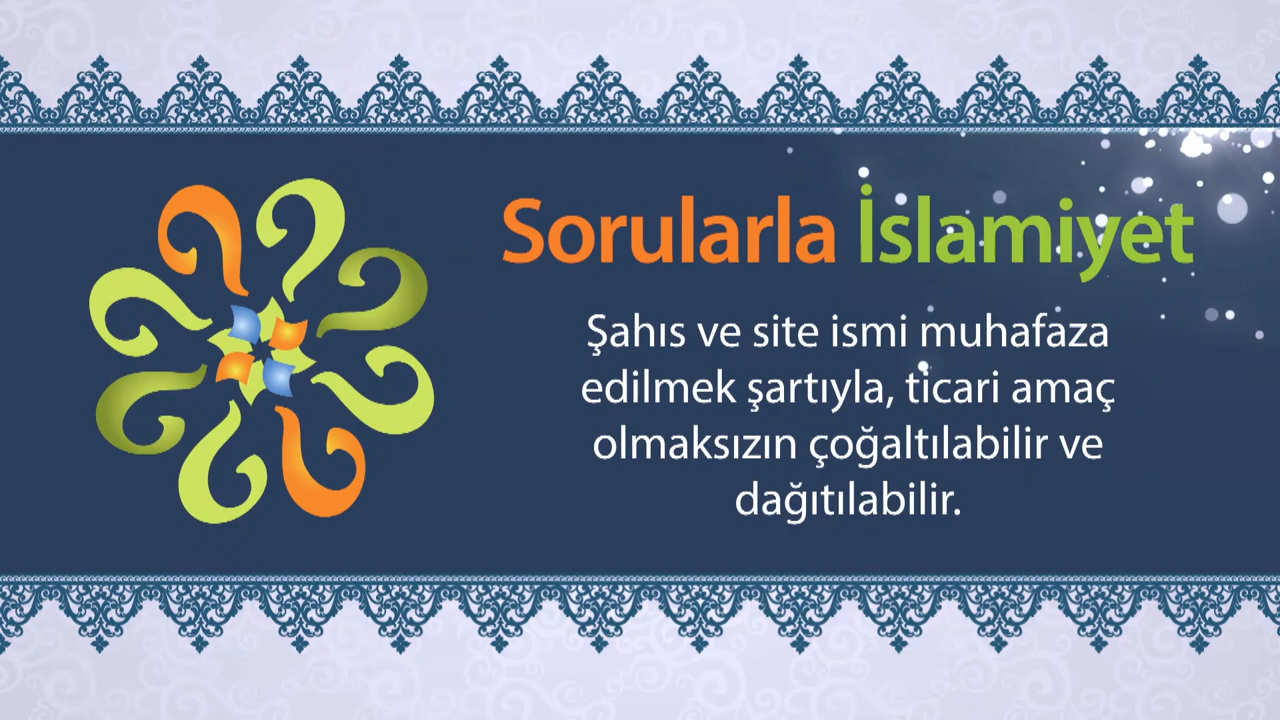 Sorularla İslamiyet
Şahıs ve site ismi muhafaza
edilmek şartıyla, ticari amaç
olmaksızın çoğaltılabilir ve
dağıtılabilir.